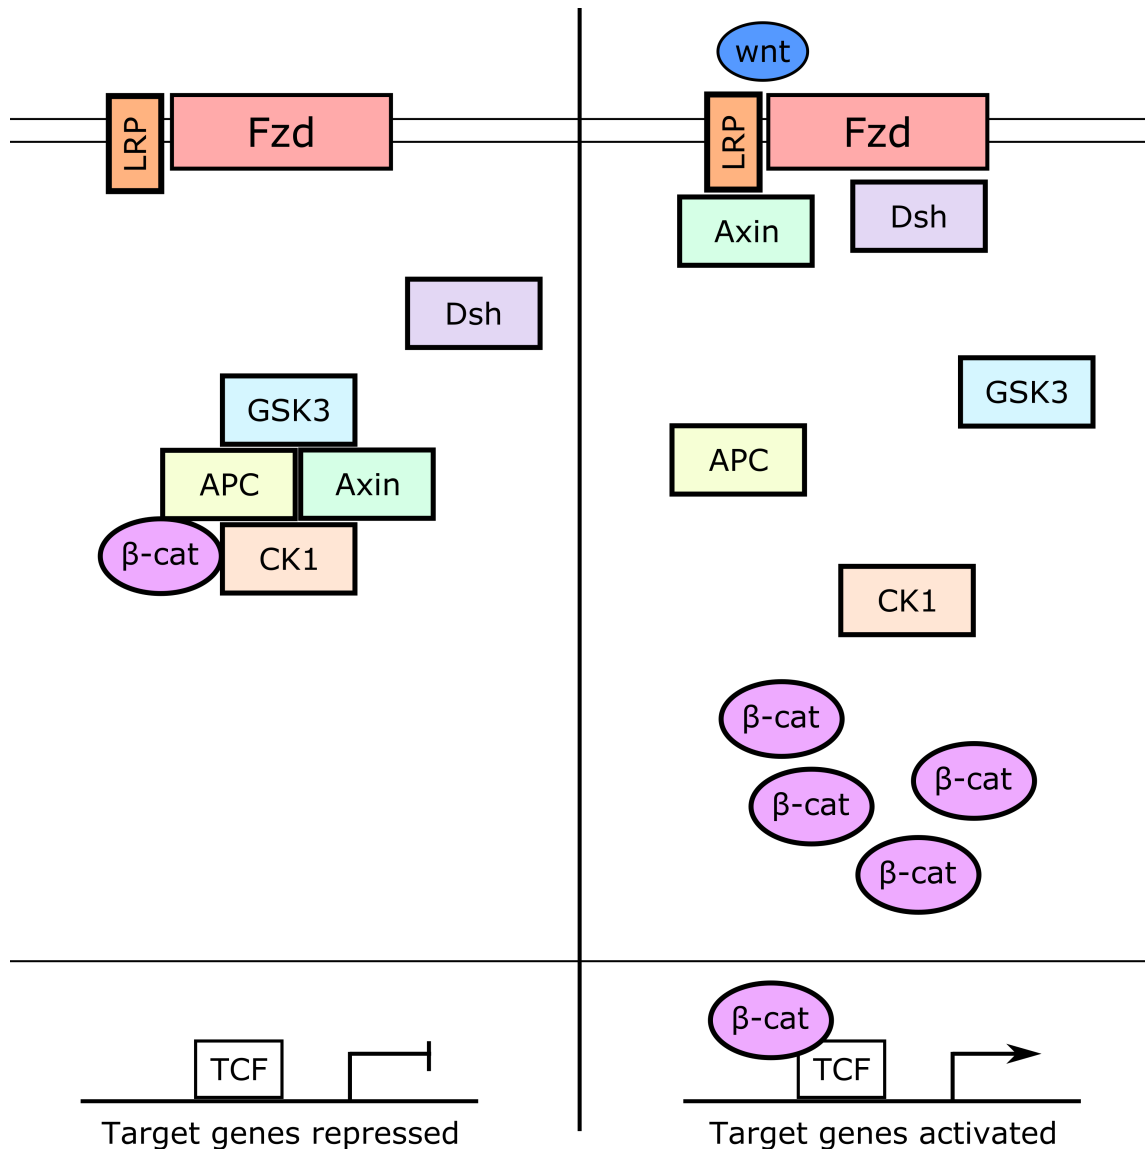 LRP
Fzd
Dsh
GSK3
APC
Axin
β-cat
CK1
TCF
Target genes repressed
wnt
LRP
Fzd
Axin
Dsh
GSK3
APC
CK1
β-cat
β-cat
β-cat
β-cat
β-cat
TCF
Target genes activated